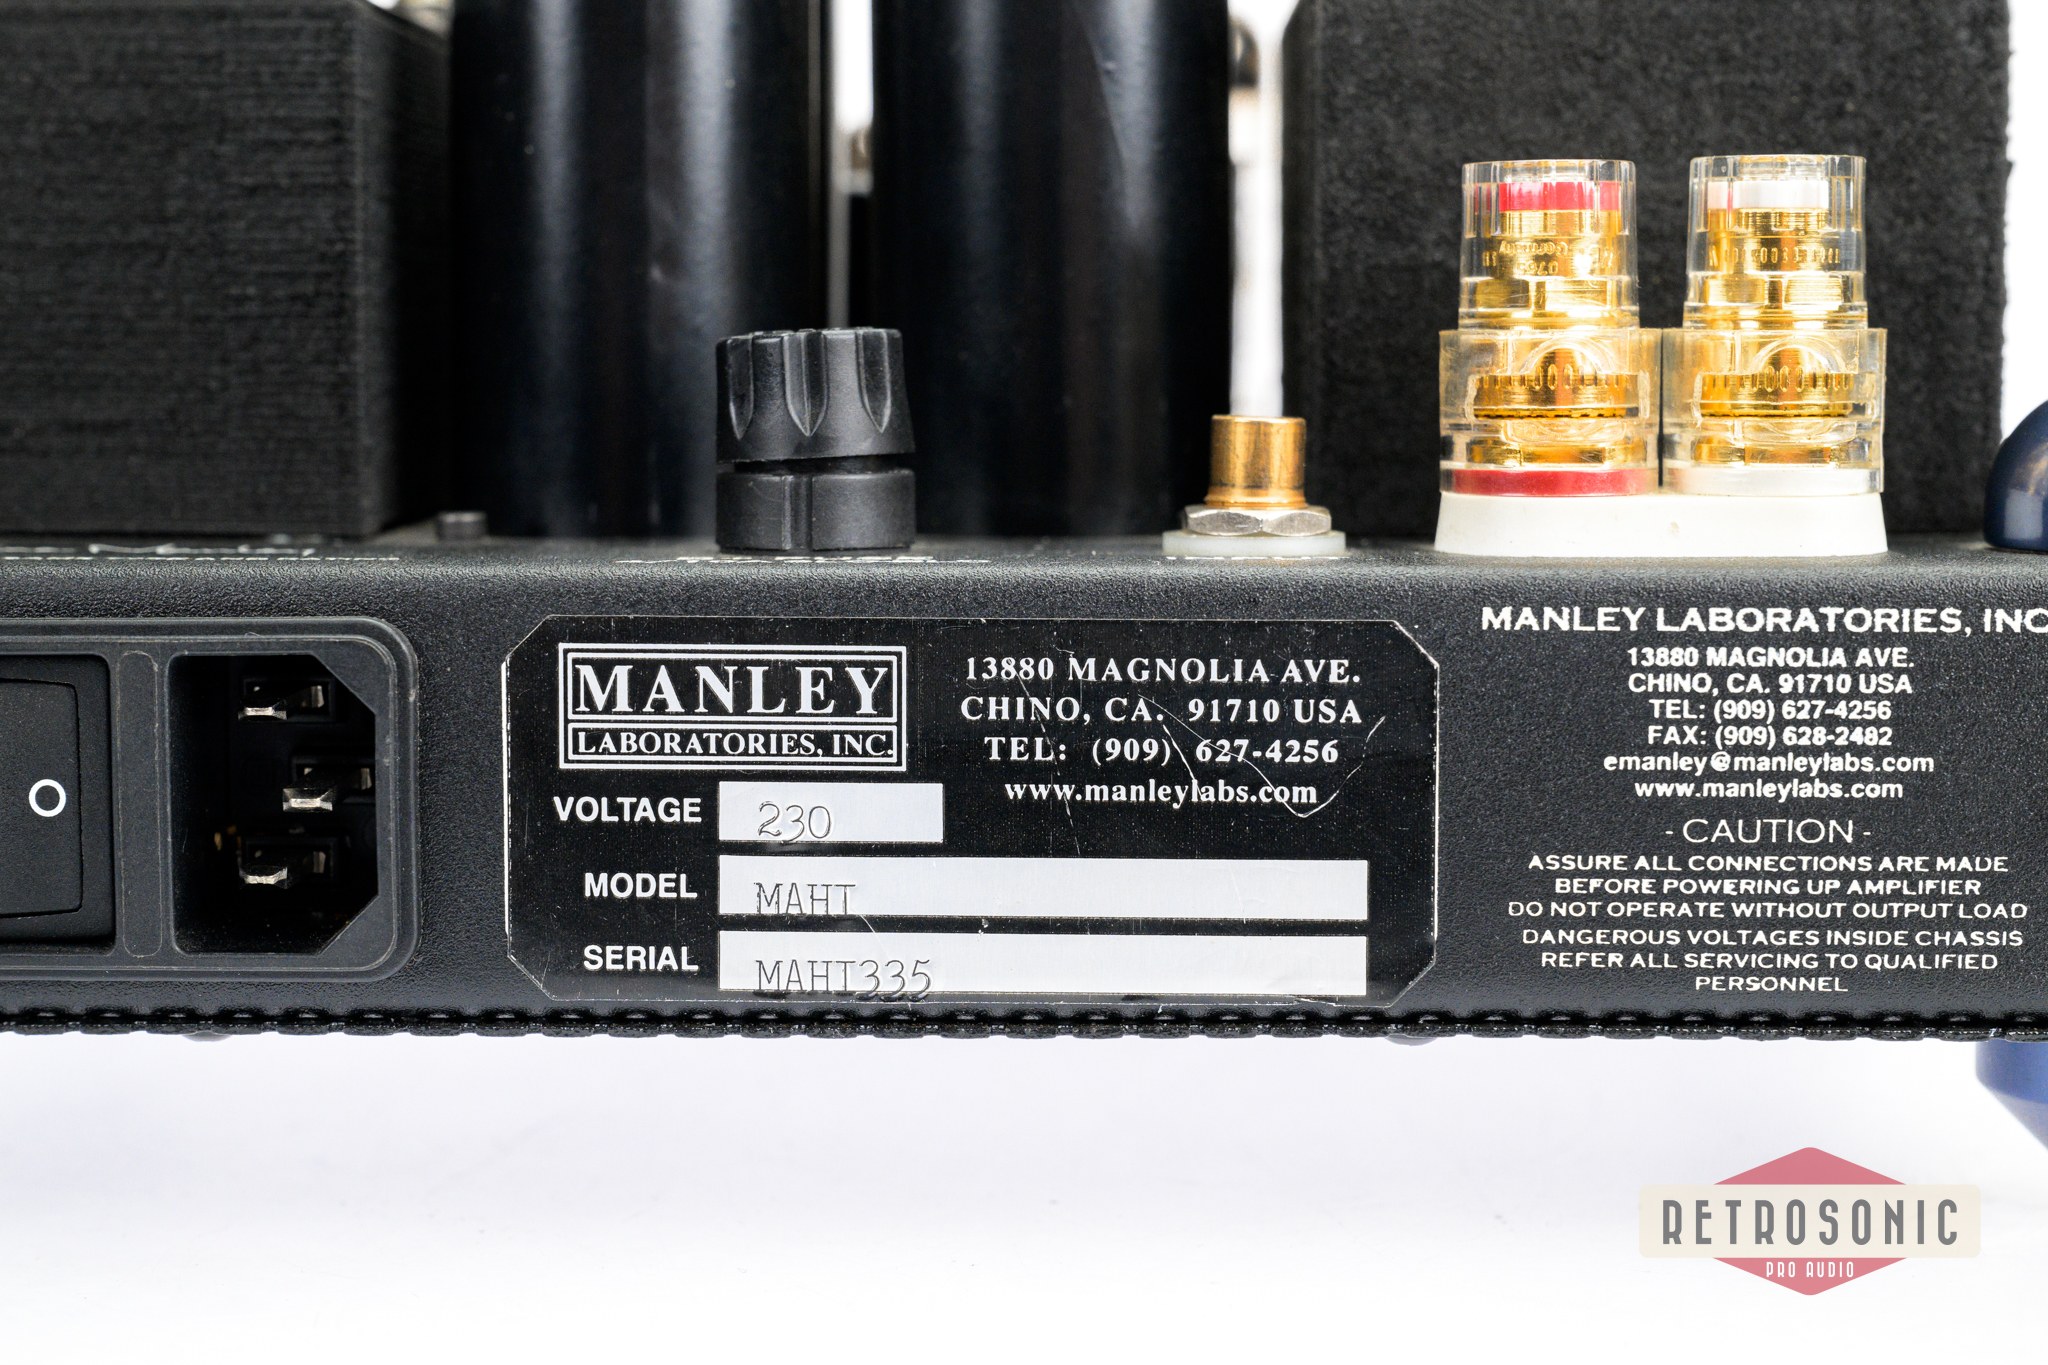 MANLEY
LABORATORIES, INC.
13880 MAGNOLIA AVE.
CHINO, CA. 91710 USA
TEL: (909) 627-4256
www.manleylabs.com
VOLTAGE 230
MODEL MAHT
SERIAL MAHT335
MANLEY LABORATORIES, INC
13880 MAGNOLIA AVE.
CHINO, CA. 91710 USA
TEL: (909) 627-4256
FAX: (909) 628-2482
emanley@manleylabs.com
www.manleylabs.com
- CAUTION -
ASSURE ALL CONNECTIONS ARE MADE
BEFORE POWERING UP AMPLIFIER
DO NOT OPERATE WITHOUT OUTPUT LOAD
DANGEROUS VOLTAGES INSIDE CHASSIS
REFER ALL SERVICING TO QUALIFIED
PERSONNEL
RETROSONIC
PRO AUDIO